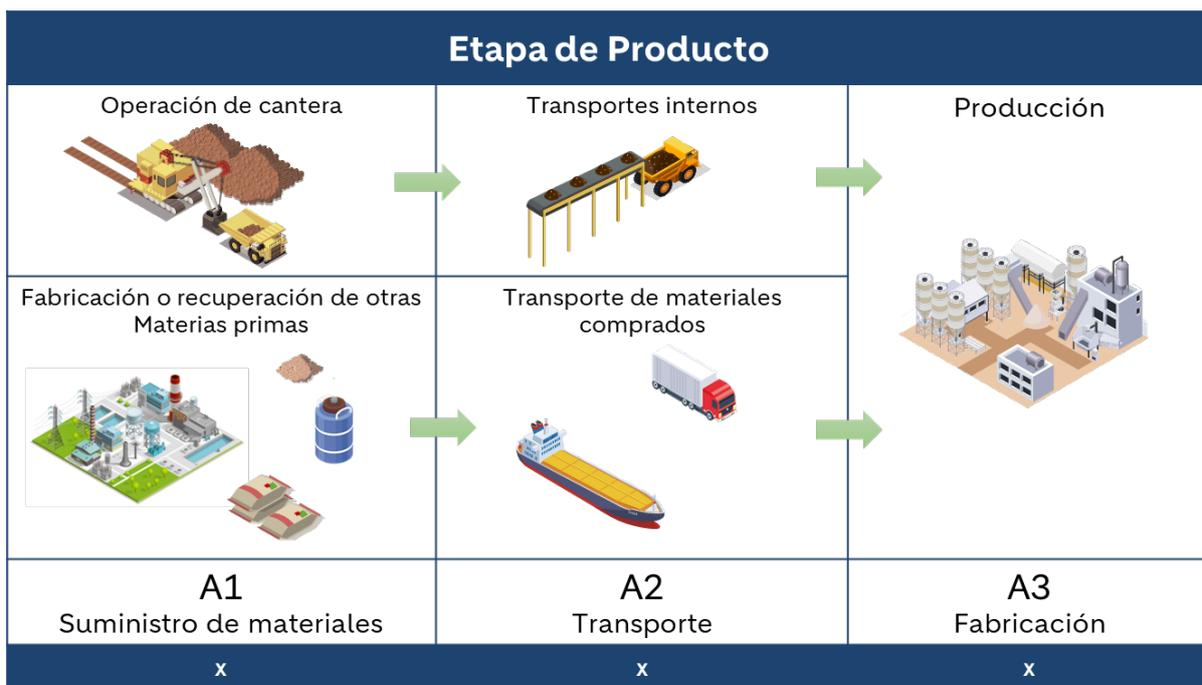 Etapa de Producto
Operación de cantera
Transportes internos
Producción
Fabricación o recuperación de otras
Materias primas
Transporte de materiales
comprados
A1
Suministro de materiales
A2
Transporte
A3
Fabricación
x
x
x